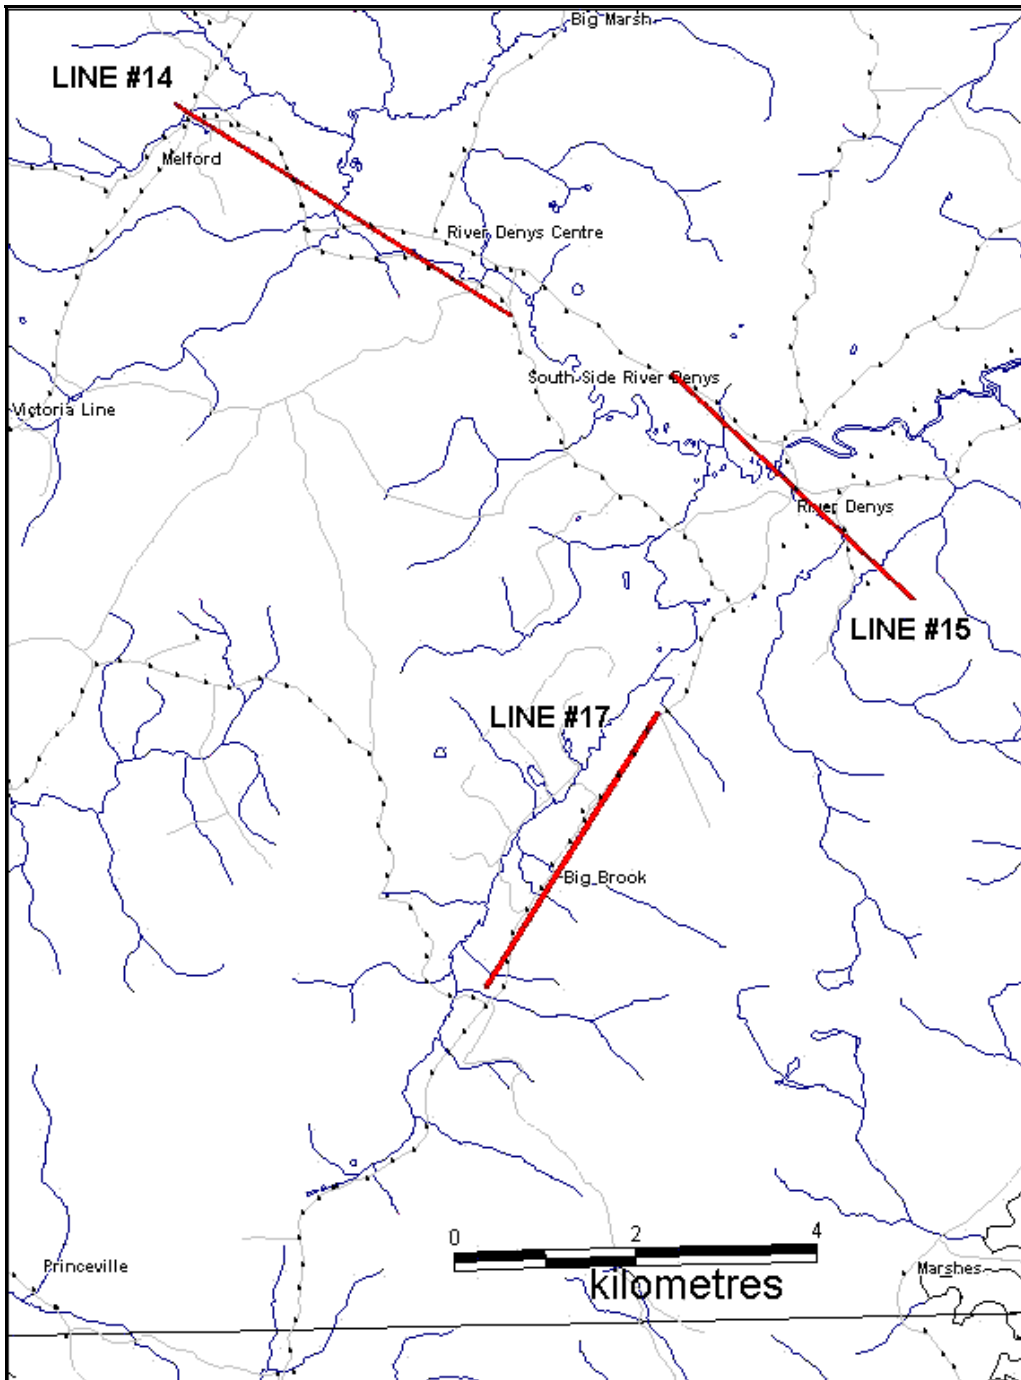 Big Marsh
LINE #14
Melford
River Denys Centre
South Side River Denys
Victoria Line
River Denys
LINE #15
LINE #17
Big Brook
0 2 4
kilometres
Princeville
Marshes